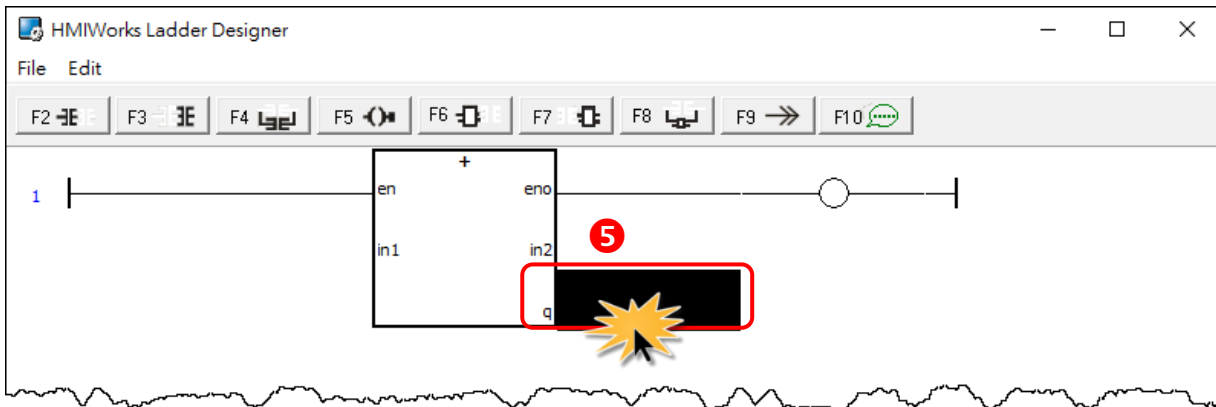 HMIWorks Ladder Designer
File Edit
F2 F3 F4 F5 F6 F7 F8 F9 F10
+
1 en eno
5
in1 in2
q